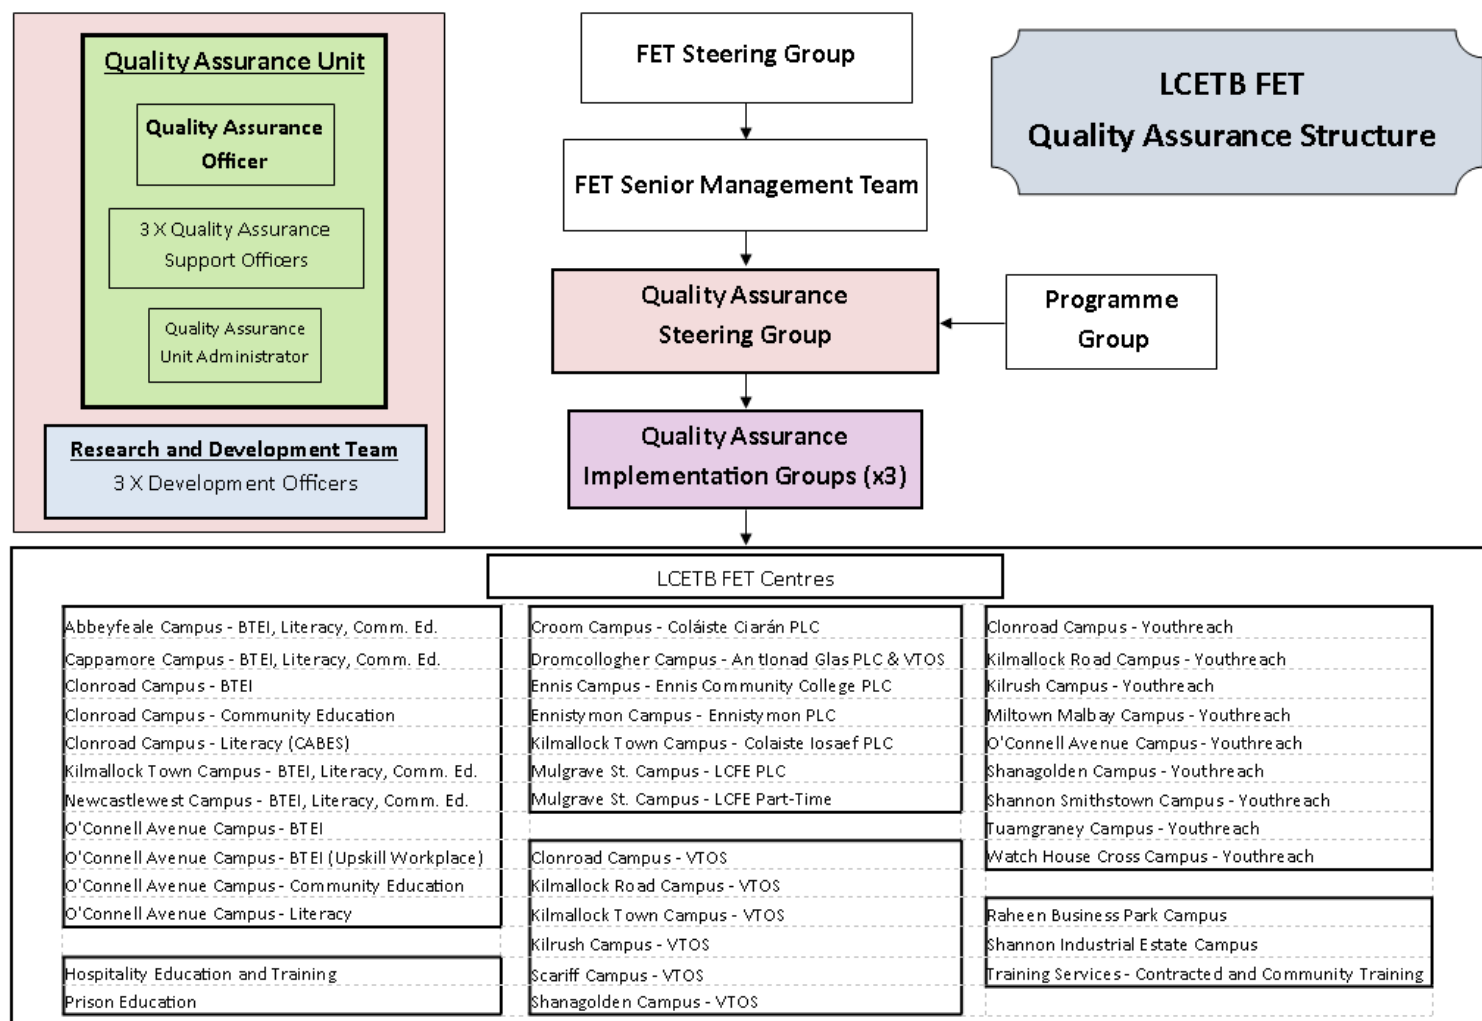 Quality Assurance Unit
Quality Assurance
Officer
3 X Quality Assurance
Support Officers
Quality Assurance
Unit Administrator
Research and Development Team
3 X Development Officers
FET Steering Group
FET Senior Management Team
Quality Assurance
Steering Group
Programme
Group
Quality Assurance
Implementation Groups (x3)
LCETB FET
Quality Assurance Structure
LCETB FET Centres
Abbeyfeale Campus - BTEI, Literacy, Comm. Ed.
Cappamore Campus - BTEI, Literacy, Comm. Ed.
Clonroad Campus - BTEI
Clonroad Campus - Community Education
Clonroad Campus - Literacy (CABES)
Kilmallock Town Campus - BTEI, Literacy, Comm. Ed.
Newcastlewest Campus - BTEI, Literacy, Comm. Ed.
O'Connell Avenue Campus - BTEI
O'Connell Avenue Campus - BTEI (Upskill Workplace)
O'Connell Avenue Campus - Community Education
O'Connell Avenue Campus - Literacy
Hospitality Education and Training
Prison Education
Croom Campus - Coláiste Ciarán PLC
Dromcollogher Campus - An tIonad Glas PLC & VTOS
Ennis Campus - Ennis Community College PLC
Ennistymon Campus - Ennistymon PLC
Kilmallock Town Campus - Colaiste Iosaef PLC
Mulgrave St. Campus - LCFE PLC
Mulgrave St. Campus - LCFE Part-Time
Clonroad Campus - VTOS
Kilmallock Road Campus - VTOS
Kilmallock Town Campus - VTOS
Kilrush Campus - VTOS
Scariff Campus - VTOS
Shanagolden Campus - VTOS
Clonroad Campus - Youthreach
Kilmallock Road Campus - Youthreach
Kilrush Campus - Youthreach
Miltown Malbay Campus - Youthreach
O'Connell Avenue Campus - Youthreach
Shanagolden Campus - Youthreach
Shannon Smithstown Campus - Youthreach
Tuamgraney Campus - Youthreach
Watch House Cross Campus - Youthreach
Raheen Business Park Campus
Shannon Industrial Estate Campus
Training Services - Contracted and Community Training